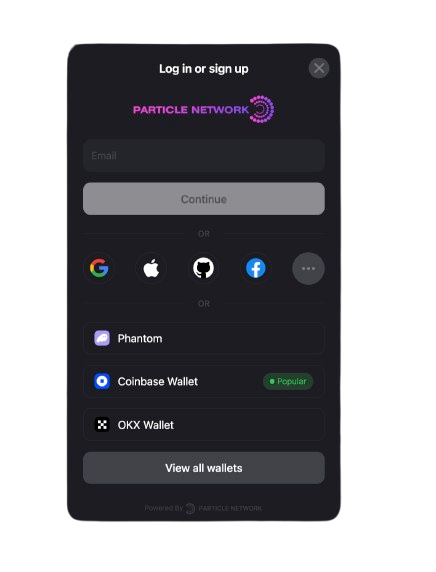 Log in or sign up
PARTICLE NETWORK
Email
Continue
OR
OR
Phantom
Coinbase Wallet
Popular
OKX Wallet
View all wallets
Powered By PARTICLE NETWORK